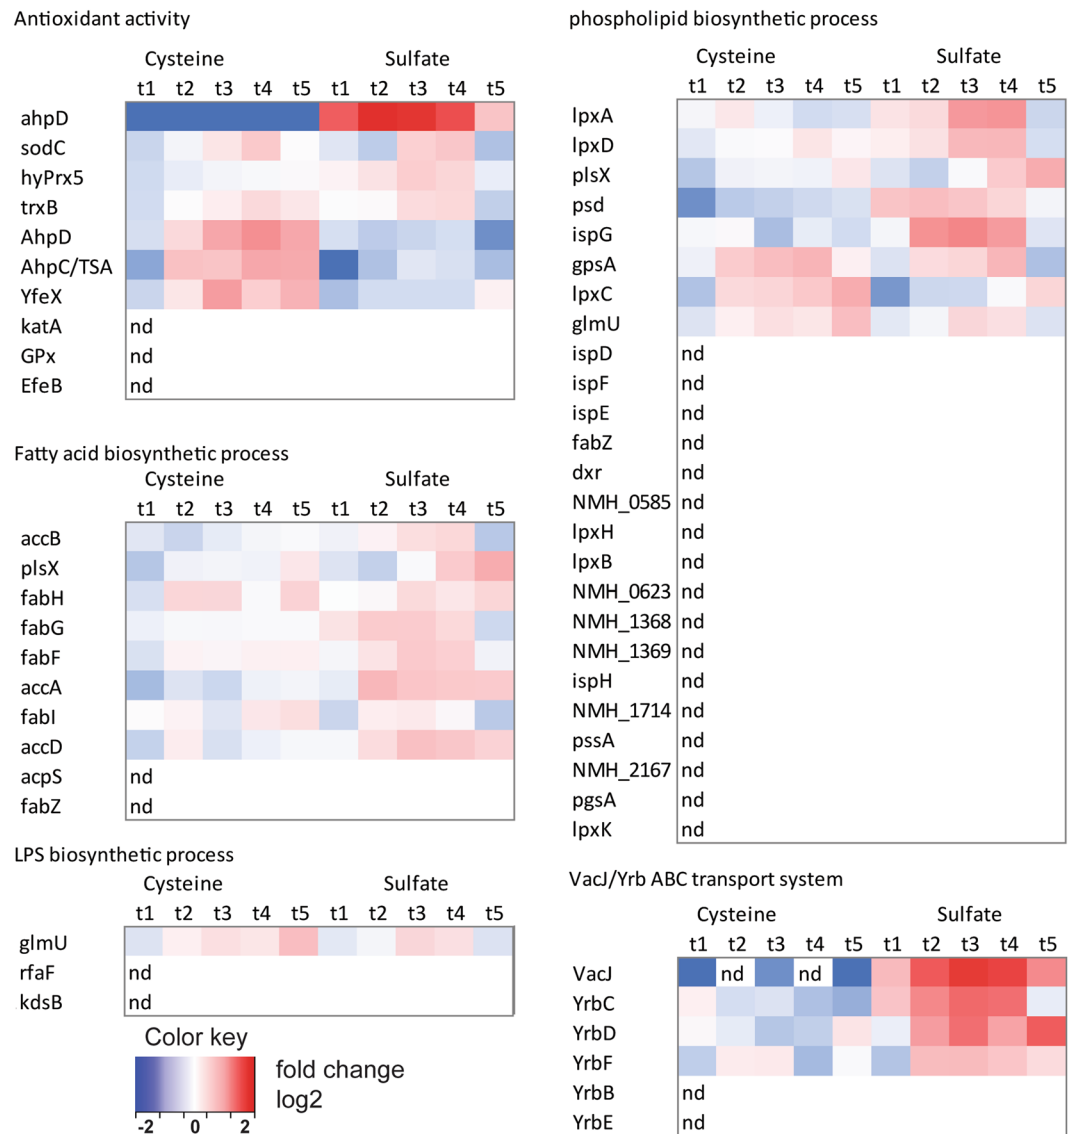 Antioxidant activity
Cysteine Sulfate
t1 t2 t3 t4 t5 t1 t2 t3 t4 t5
ahpD
sodC
hyPrx5
trxB
AhpD
AhpC/TSA
YfeX
katA nd
GPx nd
EfeB nd
Fatty acid biosynthetic process
Cysteine Sulfate
t1 t2 t3 t4 t5 t1 t2 t3 t4 t5
accB
plsX
fabH
fabG
fabF
accA
fabI
accD
acpS nd
fabZ nd
LPS biosynthetic process
Cysteine Sulfate
t1 t2 t3 t4 t5 t1 t2 t3 t4 t5
glmU
rfaF nd
kdsB nd
Color key
fold change
log2
-2 0 2
phospholipid biosynthetic process
Cysteine Sulfate
t1 t2 t3 t4 t5 t1 t2 t3 t4 t5
lpxA
lpxD
plsX
psd
ispG
gpsA
lpxC
glmU
ispD nd
ispF nd
ispE nd
fabZ nd
dxr nd
NMH_0585 nd
lpxH nd
lpxB nd
NMH_0623 nd
NMH_1368 nd
NMH_1369 nd
ispH nd
NMH_1714 nd
pssA nd
NMH_2167 nd
pgsA nd
lpxK nd
VacJ/Yrb ABC transport system
Cysteine Sulfate
t1 t2 t3 t4 t5 t1 t2 t3 t4 t5
VacJ nd nd
YrbC
YrbD
YrbF
YrbB nd
YrbE nd